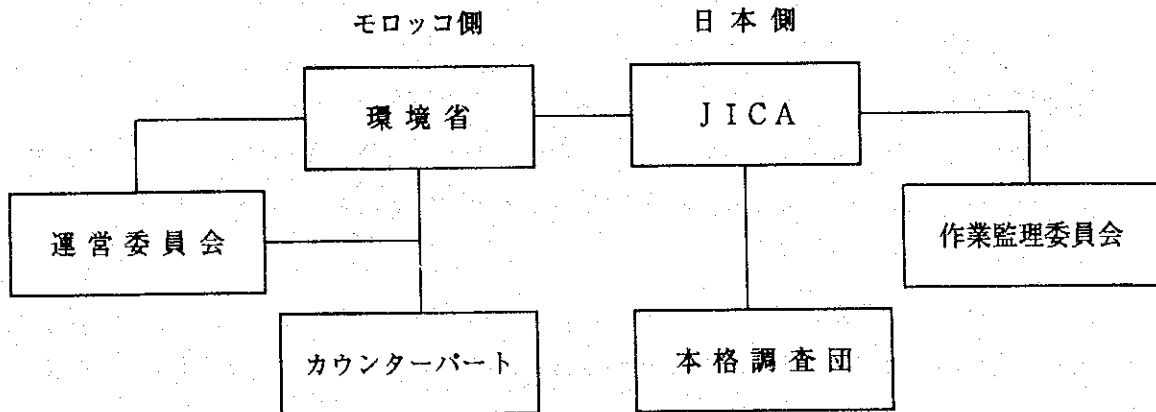 モロッコ側
日本側
環境省
JICA
運営委員会
作業監理委員会
カウンターパート
本格調査団